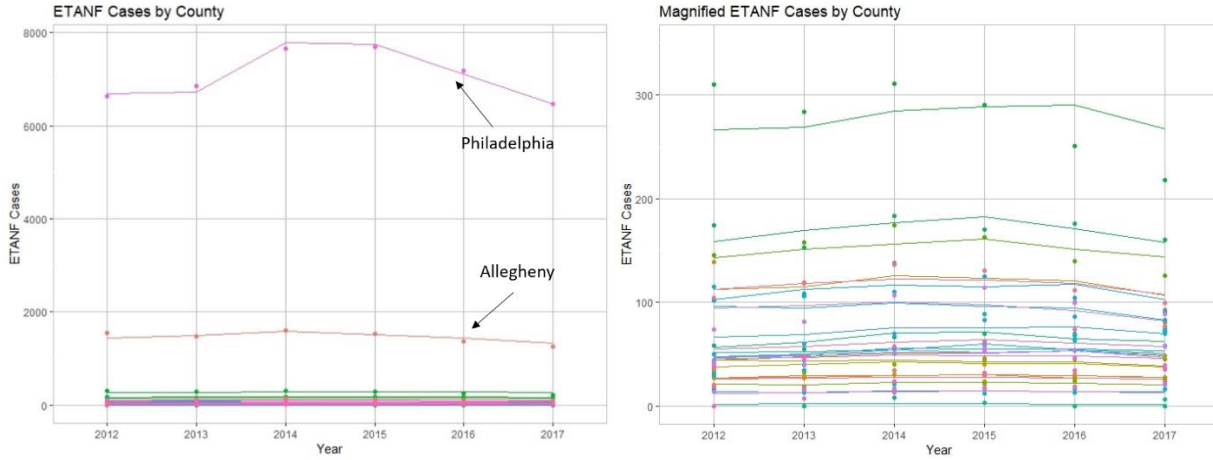 ETANF Cases by County
8000
6000
4000
2000
0
ETANF Cases
Philadelphia
Allegheny
2012 2013 2014 2015 2016 2017
Year
Magnified ETANF Cases by County
300
200
100
0
ETANF Cases
2012 2013 2014 2015 2016 2017
Year